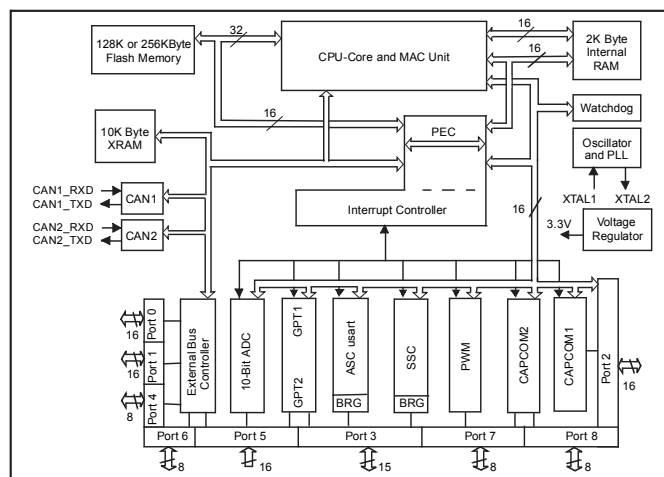 128K or 256KByte
Flash Memory
32
CPU-Core and MAC Unit
16
16
2K Byte
Internal
RAM
Watchdog
16
PEC
10K Byte
XRAM
Oscillator
and PLL
CAN1_RXD
CAN1_TXD
CAN1
XTAL1
XTAL2
Interrupt Controller
16
CAN2_RXD
CAN2_TXD
CAN2
3.3V
Voltage
Regulator
Port 0
16
Port 1
16
Port 4
8
External Bus
Controller
10-Bit ADC
GPT1
GPT2
ASC usart
BRG
SSC
BRG
PWM
CAPCOM2
CAPCOM1
Port 2
16
Port 6
Port 5
Port 3
Port 7
Port 8
8
16
15
8
8